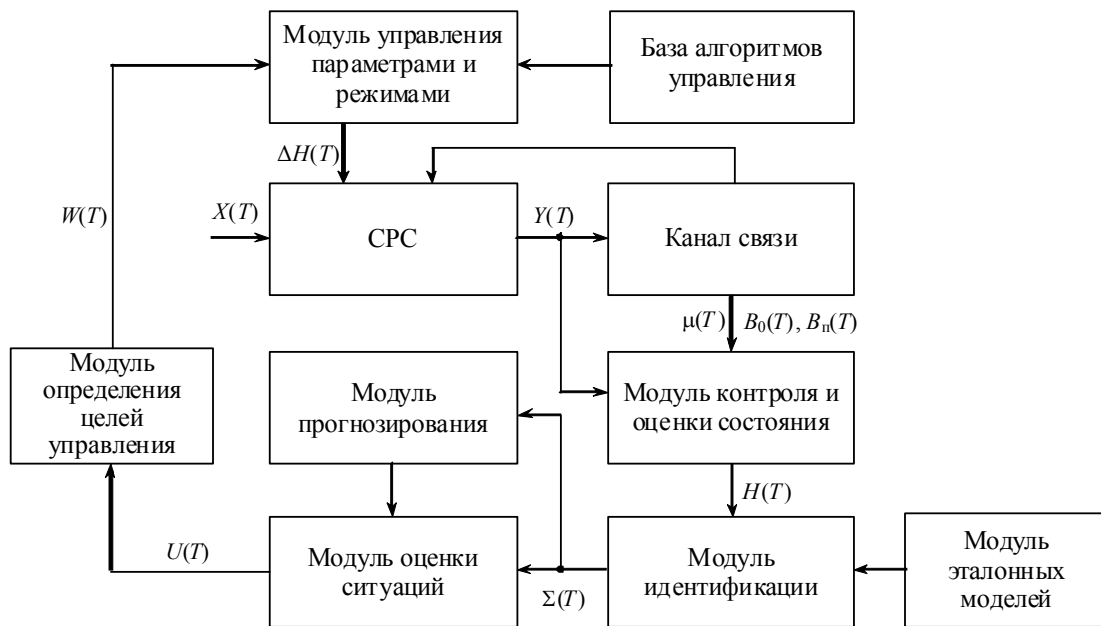 Модуль управления
параметрами и
режимами
База алгоритмов
управления
ΔH(T)
W(T)
X(T)
СРС
Y(T)
Канал связи
μ(T)
B₀(T), Bп(T)
Модуль
определения
целей
управления
Модуль
прогнозирования
Модуль контроля и
оценки состояния
H(T)
U(T)
Модуль оценки
ситуаций
Σ(T)
Модуль
идентификации
Модуль
эталонных
моделей